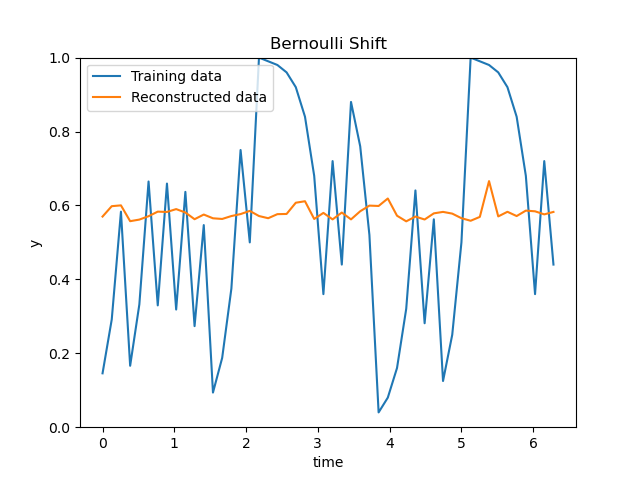 Bernoulli Shift
Training data
Reconstructed data
1.0
0.8
0.6
0.4
0.2
0.0
y
0 1 2 3 4 5 6
time